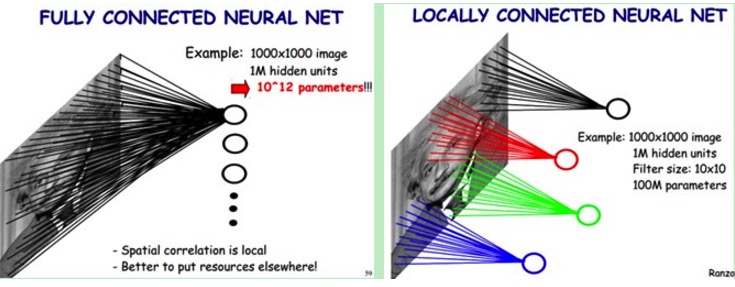 FULLY CONNECTED NEURAL NET
Example: 1000x1000 image
1M hidden units
10^12 parameters!!!
- Spatial correlation is local
- Better to put resources elsewhere!
59
LOCALLY CONNECTED NEURAL NET
Example: 1000x1000 image
1M hidden units
Filter size: 10x10
100M parameters
Ranzo